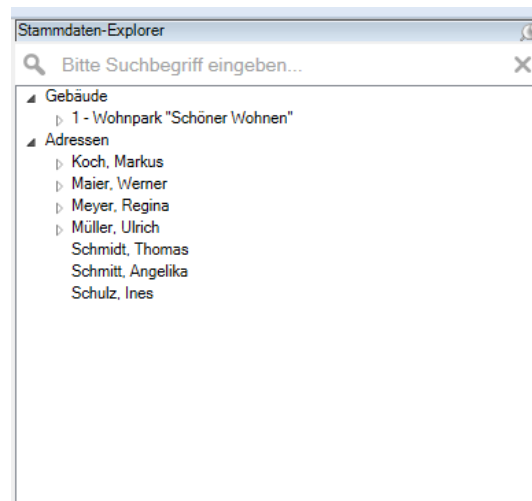 Stammdaten-Explorer
Bitte Suchbegriff eingeben...
Gebäude
1 - Wohnpark "Schöner Wohnen"
Adressen
Koch, Markus
Maier, Werner
Meyer, Regina
Müller, Ulrich
Schmidt, Thomas
Schmitt, Angelika
Schulz, Ines